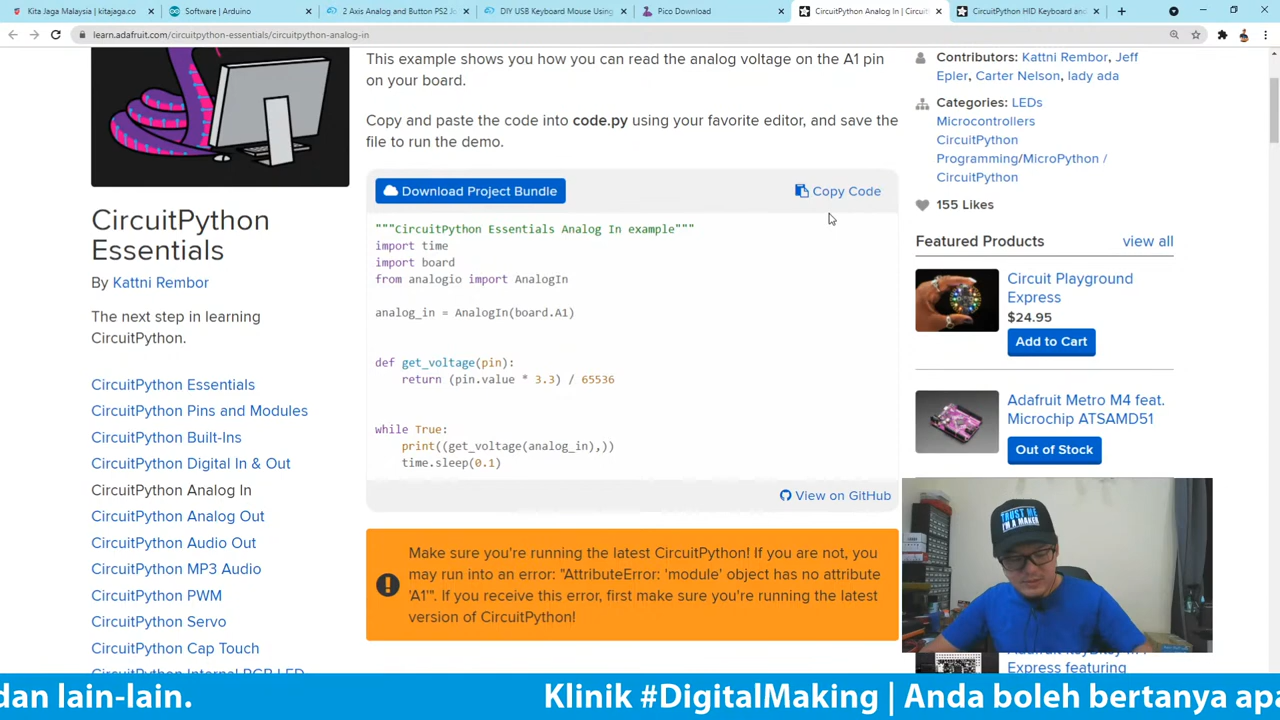 Kita Jaga Malaysia | kitajaga.co
Software | Arduino
2 Axis Analog and Button PS2 Jo
DIY USB Keyboard Mouse Using
Pico Download
CircuitPython Analog In | Circuit
CircuitPython HID Keyboard and
learn.adafruit.com/circuitpython-essentials/circuitpython-analog-in
CircuitPython
Essentials
By Kattni Rembor
The next step in learning
CircuitPython.
CircuitPython Essentials
CircuitPython Pins and Modules
CircuitPython Built-Ins
CircuitPython Digital In & Out
CircuitPython Analog In
CircuitPython Analog Out
CircuitPython Audio Out
CircuitPython MP3 Audio
CircuitPython PWM
CircuitPython Servo
CircuitPython Cap Touch
CircuitPython Internal RGB LED
This example shows you how you can read the analog voltage on the A1 pin
on your board.
Copy and paste the code into code.py using your favorite editor, and save the
file to run the demo.
Download Project Bundle
Copy Code
"""CircuitPython Essentials Analog In example"""
import time
import board
from analogio import AnalogIn
analog_in = AnalogIn(board.A1)
def get_voltage(pin):
return (pin.value * 3.3) / 65536
while True:
print((get_voltage(analog_in),))
time.sleep(0.1)
View on GitHub
Make sure you're running the latest CircuitPython! If you are not, you
may run into an error: "AttributeError: 'module' object has no attribute
'A1'". If you receive this error, first make sure you're running the latest
version of CircuitPython!
Contributors: Kattni Rembor, Jeff
Epler, Carter Nelson, lady ada
Categories: LEDs
Microcontrollers
CircuitPython
Programming/MicroPython /
CircuitPython
155 Likes
Featured Products
view all
Circuit Playground
Express
$24.95
Add to Cart
Adafruit Metro M4 feat.
Microchip ATSAMD51
Out of Stock
TRUST ME
I'M A MAKER
Express featuring
dan lain-lain.
Klinik #DigitalMaking | Anda boleh bertanya apa